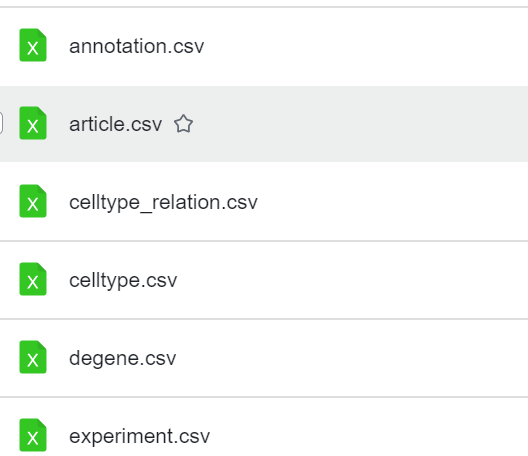 annotation.csv
article.csv
celltype_relation.csv
celltype.csv
degene.csv
experiment.csv